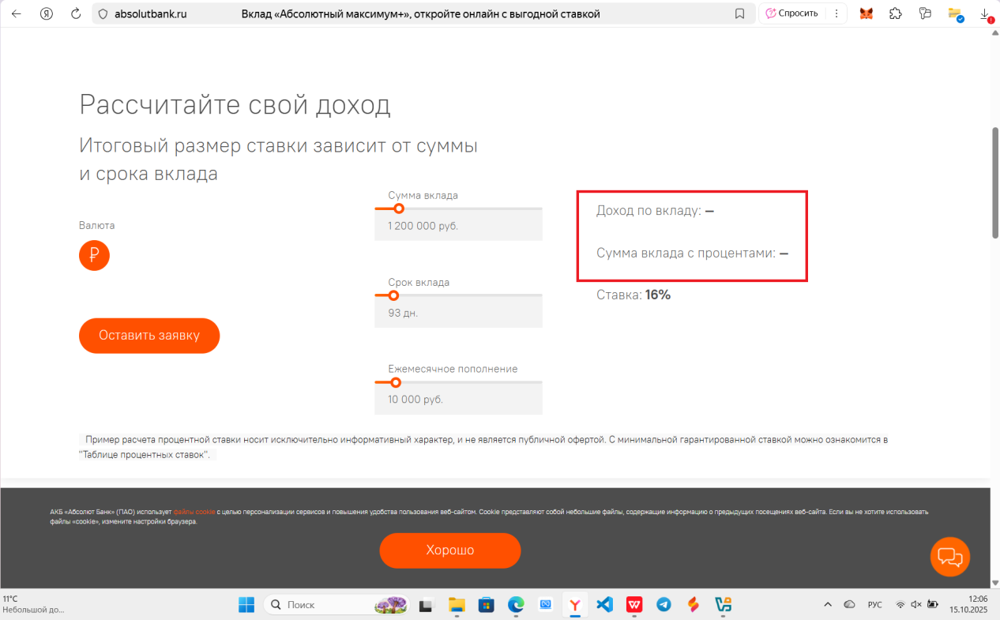 absolutbank.ru
Вклад «Абсолютный максимум+», откройте онлайн с выгодной ставкой
Спросить
Рассчитайте свой доход
Итоговый размер ставки зависит от суммы
и срока вклада
Валюта
₽
Оставить заявку
Сумма вклада
1 200 000 руб.
Срок вклада
93 дн.
Ежемесячное пополнение
10 000 руб.
Доход по вкладу: —
Сумма вклада с процентами: —
Ставка: 16%
Пример расчета процентной ставки носит исключительно информативный характер, и не является публичной офертой. С минимальной гарантированной ставкой можно ознакомится в
"Таблице процентных ставок".
АКБ «Абсолют Банк» (ПАО) использует файлы cookie с целью персонализации сервисов и повышения удобства пользования веб-сайтом. Cookie представляют собой небольшие файлы, содержащие информацию о предыдущих посещениях веб-сайта. Если вы не хотите использовать
файлы «cookie», измените настройки браузера.
Хорошо
11°C
Небольшой до...
Поиск
РУС
12:06
15.10.2025